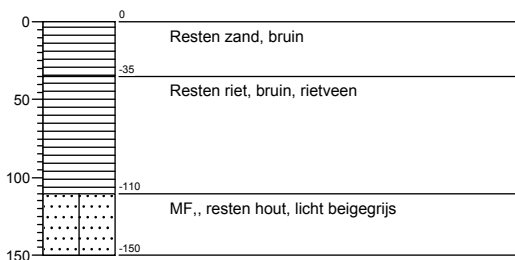 0
0
Resten zand, bruin
-35
Resten riet, bruin, rietveen
50
100
-110
MF,, resten hout, licht beigegrijs
-150
150